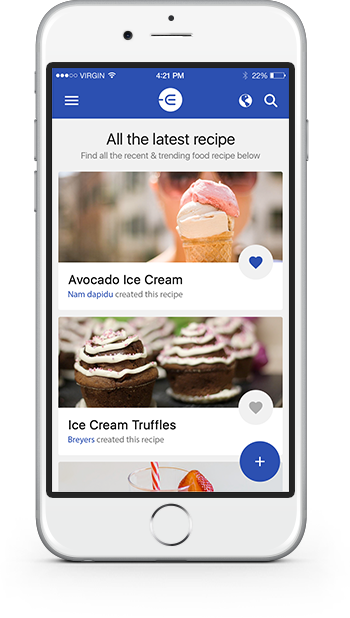 VIRGIN 4:21 PM 22%
All the latest recipe
Find all the recent & trending food recipe below
Avocado Ice Cream
Nam dapidu created this recipe
Ice Cream Truffles
Breyers created this recipe